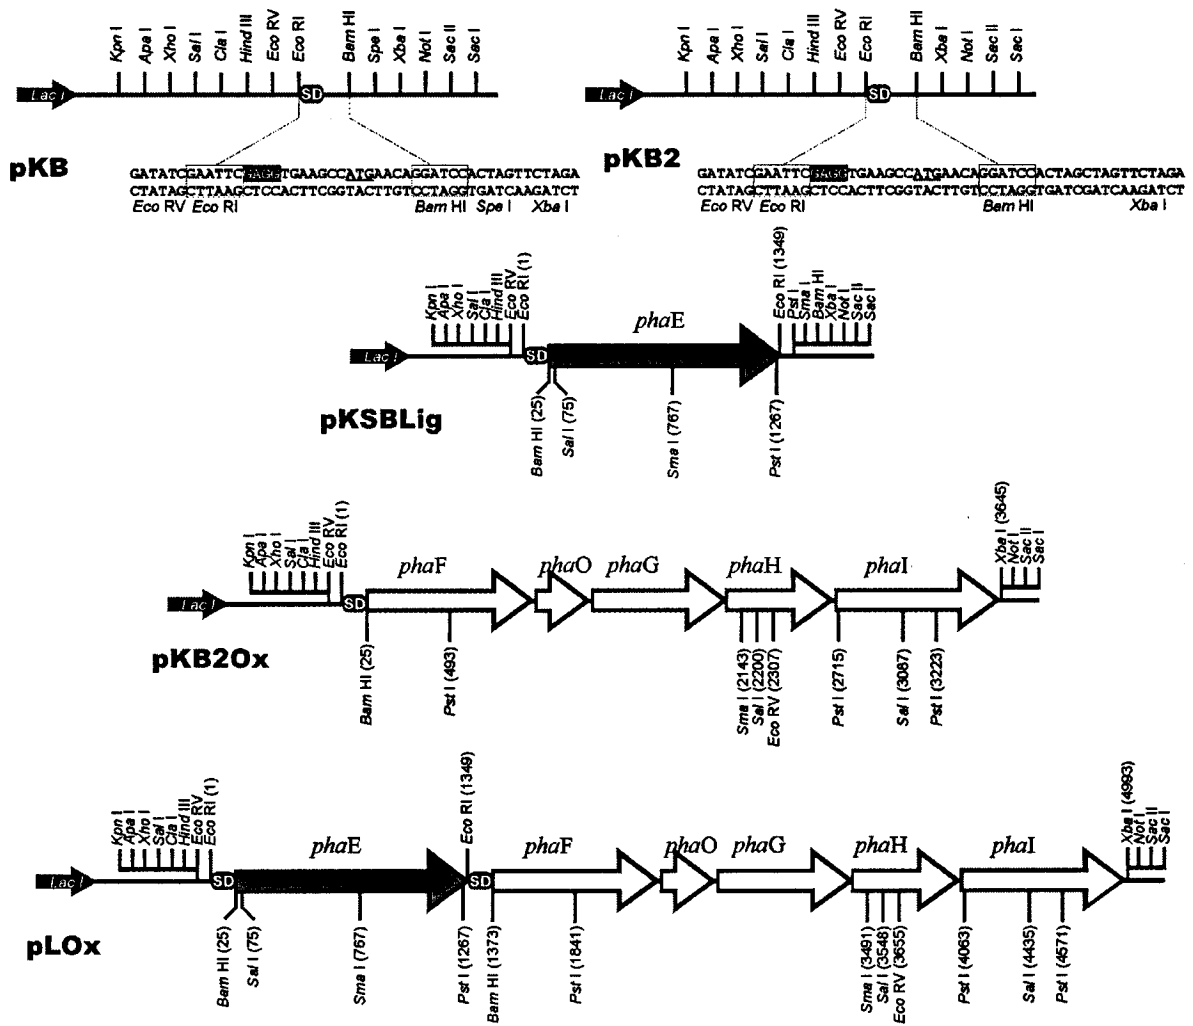 Kpn I Apa I Xho I Sal I Cla I Hind III Eco RV Eco RI Bam HI Spe I Xba I Not I Sac II Sac I
Lac I SD
pKB
GATATCGAATTCGAGGTGAAGCCATGAACAGGATCCACTAGTTCTAGA
CTATAGCTTAAGCTCCACTTCGGTACTTGTCCTAGGTGATCAAGATCT
Eco RV Eco RI Bam HI Spe I Xba I
Kpn I Apa I Xho I Sal I Cla I Hind III Eco RV Eco RI Bam HI Xba I Not I Sac II Sac I
Lac I SD
pKB2
GATATCGAATTCGAGGTGAAGCCATGAACAGGATCCACTAGCTAGTTCTAGA
CTATAGCTTAAGCTCCACTTCGGTACTTGTCCTAGGTGATCGATCAAGATCT
Eco RV Eco RI Bam HI Xba I
Kpn I Apa I Xho I Sal I Cla I Hind III Eco RV Eco RI (1) Eco RI (1349) Pst I Sma I Bam HI Xba I Not I Sac II Sac I
phaE
Lac I SD
Bam HI (25) Sal I (75) Sma I (767) Pst I (1267)
pKSBLig
Kpn I Apa I Xho I Sal I Cla I Hind III Eco RV Eco RI (1) Xba I (3645) Not I Sac II Sac I
phaF phaO phaG phaH phaI
Lac I SD
Bam HI (25) Pst I (493) Sma I (2143) Sal I (2200) Eco RV (2307) Pst I (2715) Sal I (3087) Pst I (3223)
pKB2Ox
Kpn I Apa I Xho I Sal I Cla I Hind III Eco RV Eco RI (1) Eco RI (1349) Xba I (4993) Not I Sac II Sac I
phaE phaF phaO phaG phaH phaI
Lac I SD SD
Bam HI (25) Sal I (75) Sma I (767) Pst I (1267) Bam HI (1373) Pst I (1841) Sma I (3491) Sal I (3548) Eco RV (3655) Pst I (4063) Sal I (4435) Pst I (4571)
pLOx